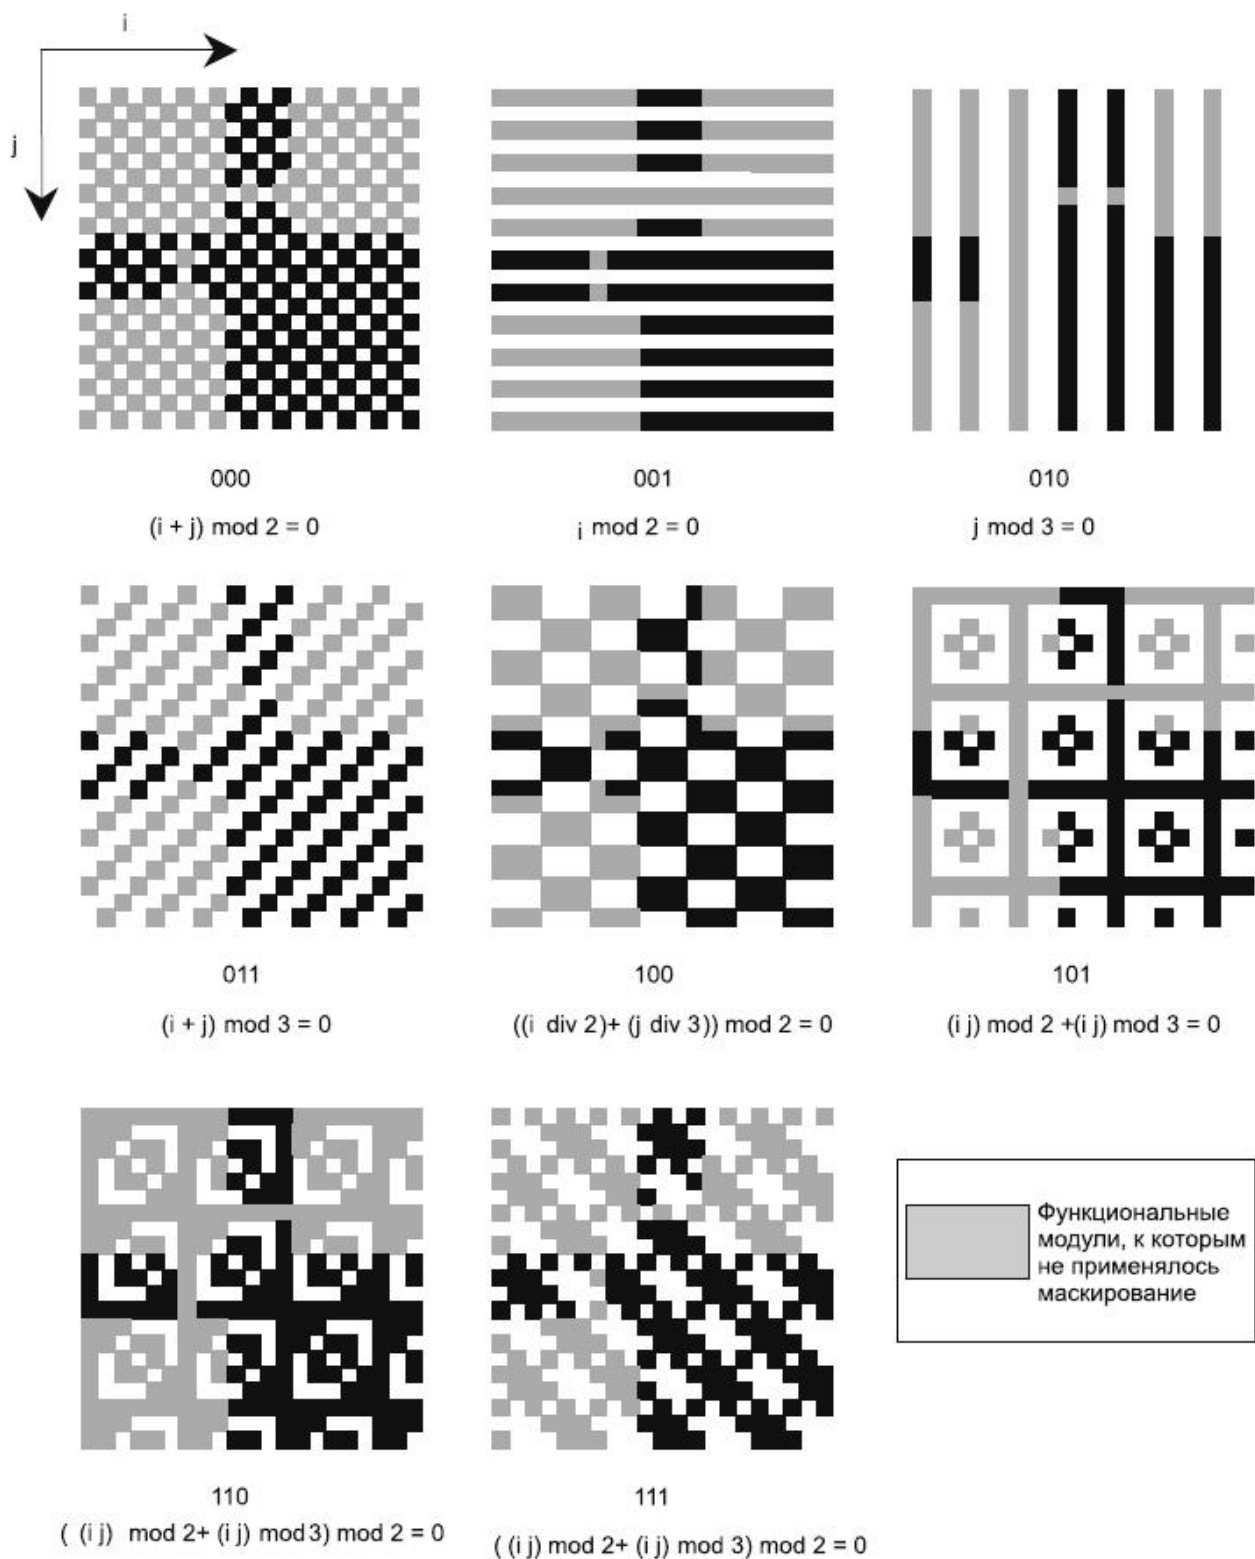 i
j
000
001
010
(i + j) mod 2 = 0
i mod 2 = 0
j mod 3 = 0
011
100
101
(i + j) mod 3 = 0
((i div 2)+ (j div 3)) mod 2 = 0
(i j) mod 2 +(i j) mod 3 = 0
Функциональные
модули, к которым
не применялось
маскирование
110
111
( (i j) mod 2+ (i j) mod 3) mod 2 = 0
( (i j) mod 2+ (i j) mod 3) mod 2 = 0